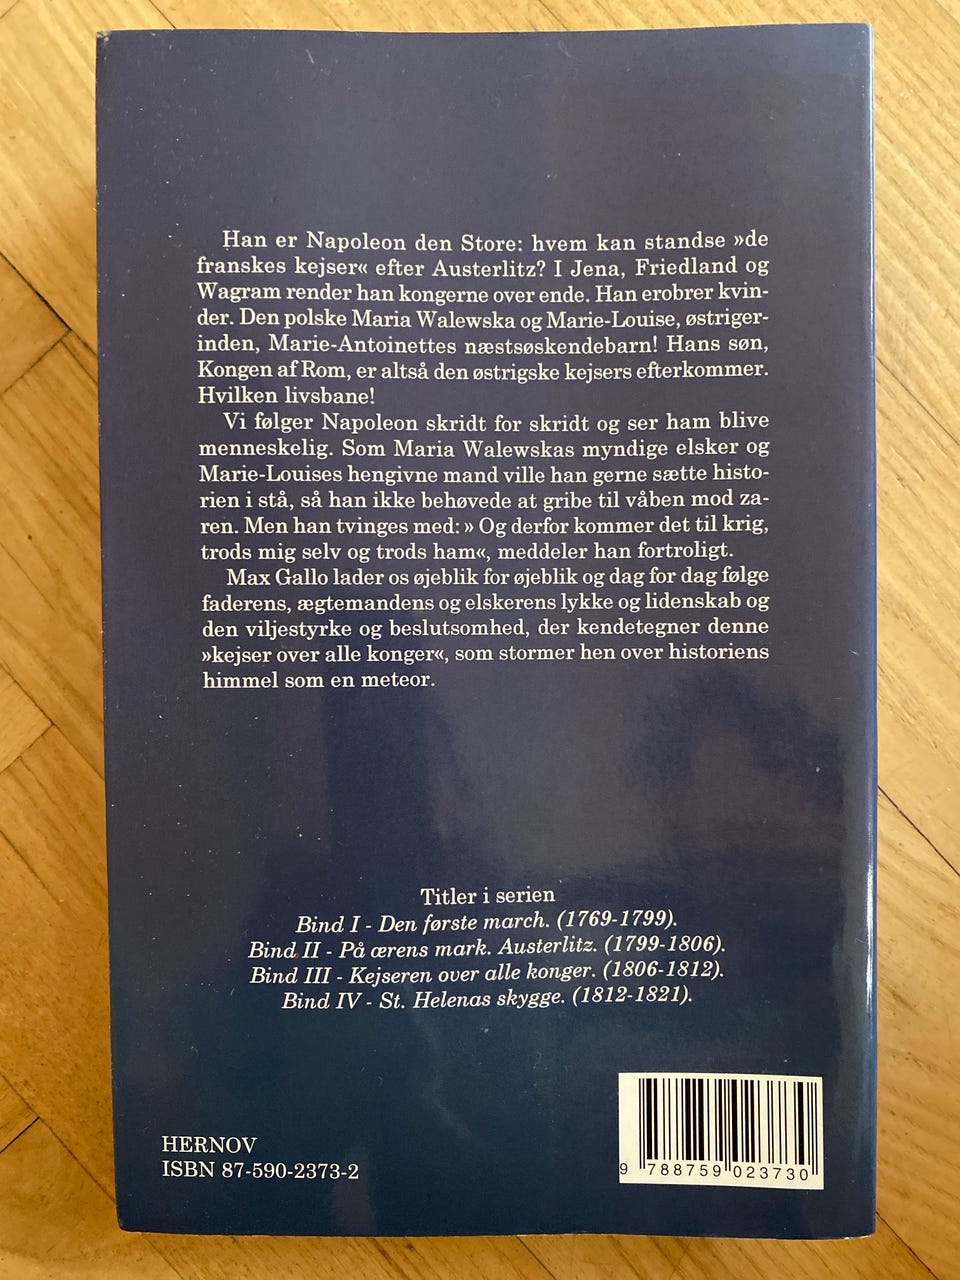 Han er Napoleon den Store: hvem kan standse »de
franskes kejser« efter Austerlitz? I Jena, Friedland og
Wagram render han kongerne over ende. Han erobrer kvin-
der. Den polske Maria Walewska og Marie-Louise, østriger-
inden, Marie-Antoinettes næstsøskendebarn! Hans søn,
Kongen af Rom, er altså den østrigske kejsers efterkommer.
Hvilken livsbane!
Vi følger Napoleon skridt for skridt og ser ham blive
menneskelig. Som Maria Walewskas myndige elsker og
Marie-Louises hengivne mand ville han gerne sætte histo-
rien i stå, så han ikke behøvede at gribe til våben mod za-
ren. Men han tvinges med: » Og derfor kommer det til krig,
trods mig selv og trods ham«, meddeler han fortroligt.
Max Gallo lader os øjeblik for øjeblik og dag for dag følge
faderens, ægtemandens og elskerens lykke og lidenskab og
den viljestyrke og beslutsomhed, der kendetegner denne
»kejser over alle konger«, som stormer hen over historiens
himmel som en meteor.
Titler i serien
Bind I - Den første march. (1769-1799).
Bind II - På ærens mark. Austerlitz. (1799-1806).
Bind III - Kejseren over alle konger. (1806-1812).
Bind IV - St. Helenas skygge. (1812-1821).
HERNOV
ISBN 87-590-2373-2
9 788759 023730